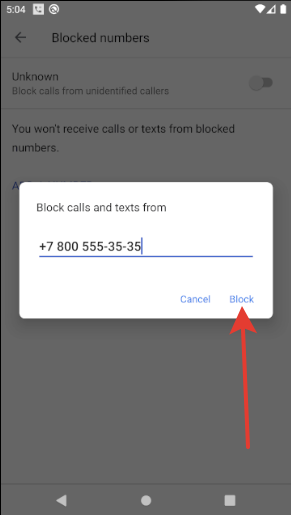 5:04
Blocked numbers
Unknown
Block calls from unidentified callers
You won't receive calls or texts from blocked
numbers.
Block calls and texts from
+7 800 555-35-35
Cancel
Block